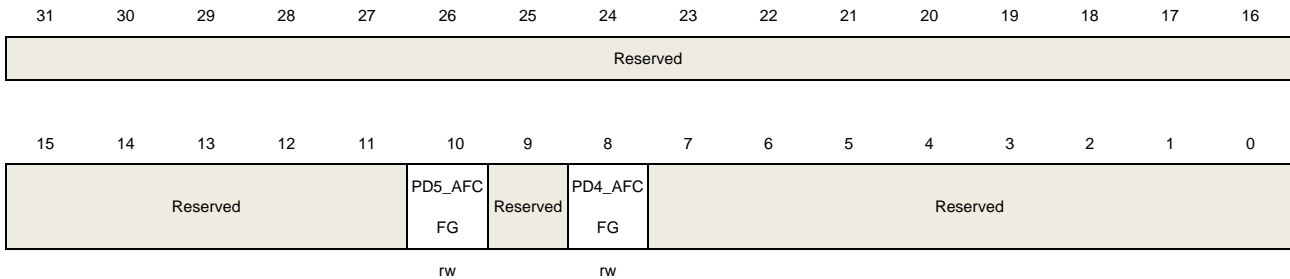 31 30 29 28 27 26 25 24 23 22 21 20 19 18 17 16
Reserved
15 14 13 12 11 10 9 8 7 6 5 4 3 2 1 0
Reserved PD5_AFC FG Reserved PD4_AFC FG Reserved
rw rw